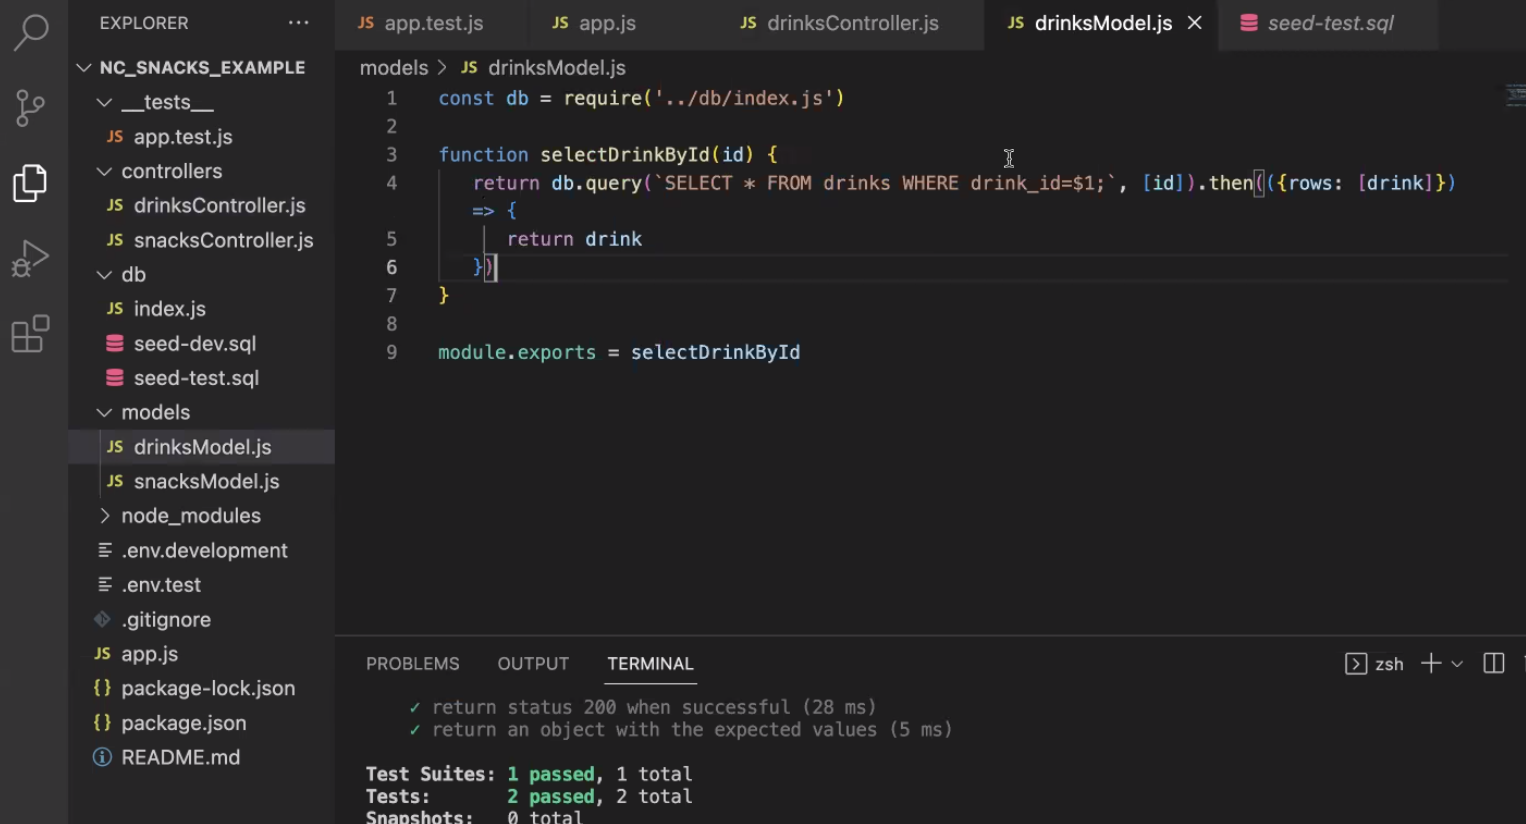 EXPLORER
NC_SNACKS_EXAMPLE
__tests__
JS app.test.js
controllers
JS drinksController.js
JS snacksController.js
db
JS index.js
seed-dev.sql
seed-test.sql
models
JS drinksModel.js
JS snacksModel.js
node_modules
.env.development
.env.test
.gitignore
JS app.js
{} package-lock.json
{} package.json
README.md
JS app.test.js JS app.js JS drinksController.js JS drinksModel.js seed-test.sql
models > JS drinksModel.js
1 const db = require('../db/index.js')
2
3 function selectDrinkById(id) {
4 return db.query(`SELECT * FROM drinks WHERE drink_id=$1;`, [id]).then(({rows: [drink]})
=> {
5 return drink
6 })
7 }
8
9 module.exports = selectDrinkById
PROBLEMS OUTPUT TERMINAL zsh
✓ return status 200 when successful (28 ms)
✓ return an object with the expected values (5 ms)
Test Suites: 1 passed, 1 total
Tests: 2 passed, 2 total
Snapshots: 0 total